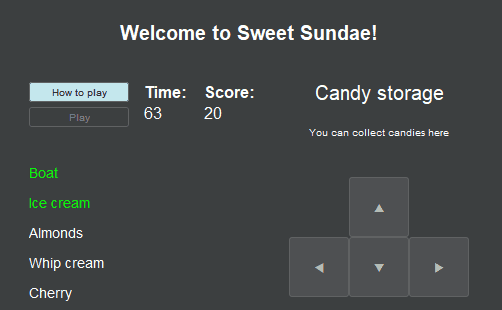 Welcome to Sweet Sundae!
How to play
Time:
Score:
Candy storage
Play
63
20
You can collect candies here
Boat
Ice cream
Almonds
Whip cream
Cherry